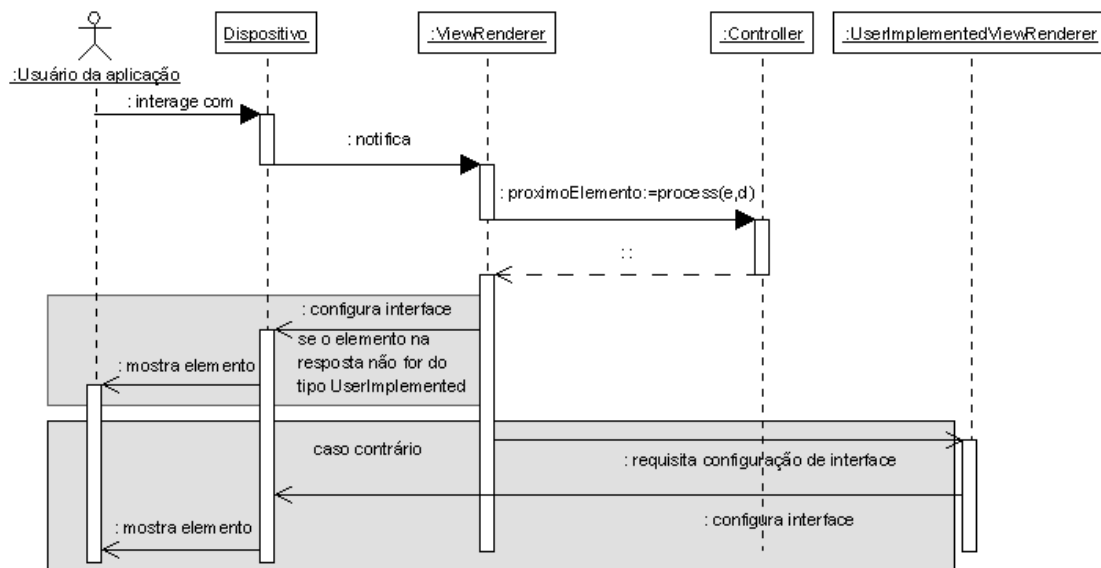 Dispositivo
:ViewRenderer
:Controller
:UserImplementedViewRenderer
:Usuário da aplicação
: interage com
: notifica
: proximoElemento:=process(e,d)
: :
: configura interface
se o elemento na
resposta não for do
tipo UserImplemented
: mostra elemento
caso contrário
: requisita configuração de interface
: configura interface
: mostra elemento